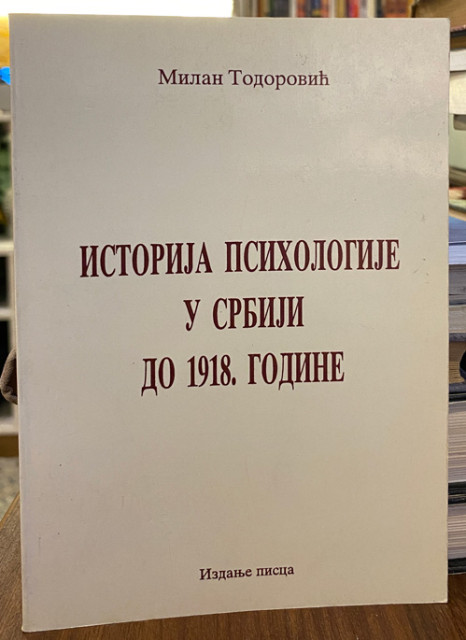 Милан Тодоровић
ИСТОРИЈА ПСИХОЛОГИЈЕ
У СРБИЈИ
ДО 1918. ГОДИНЕ
Издање писца